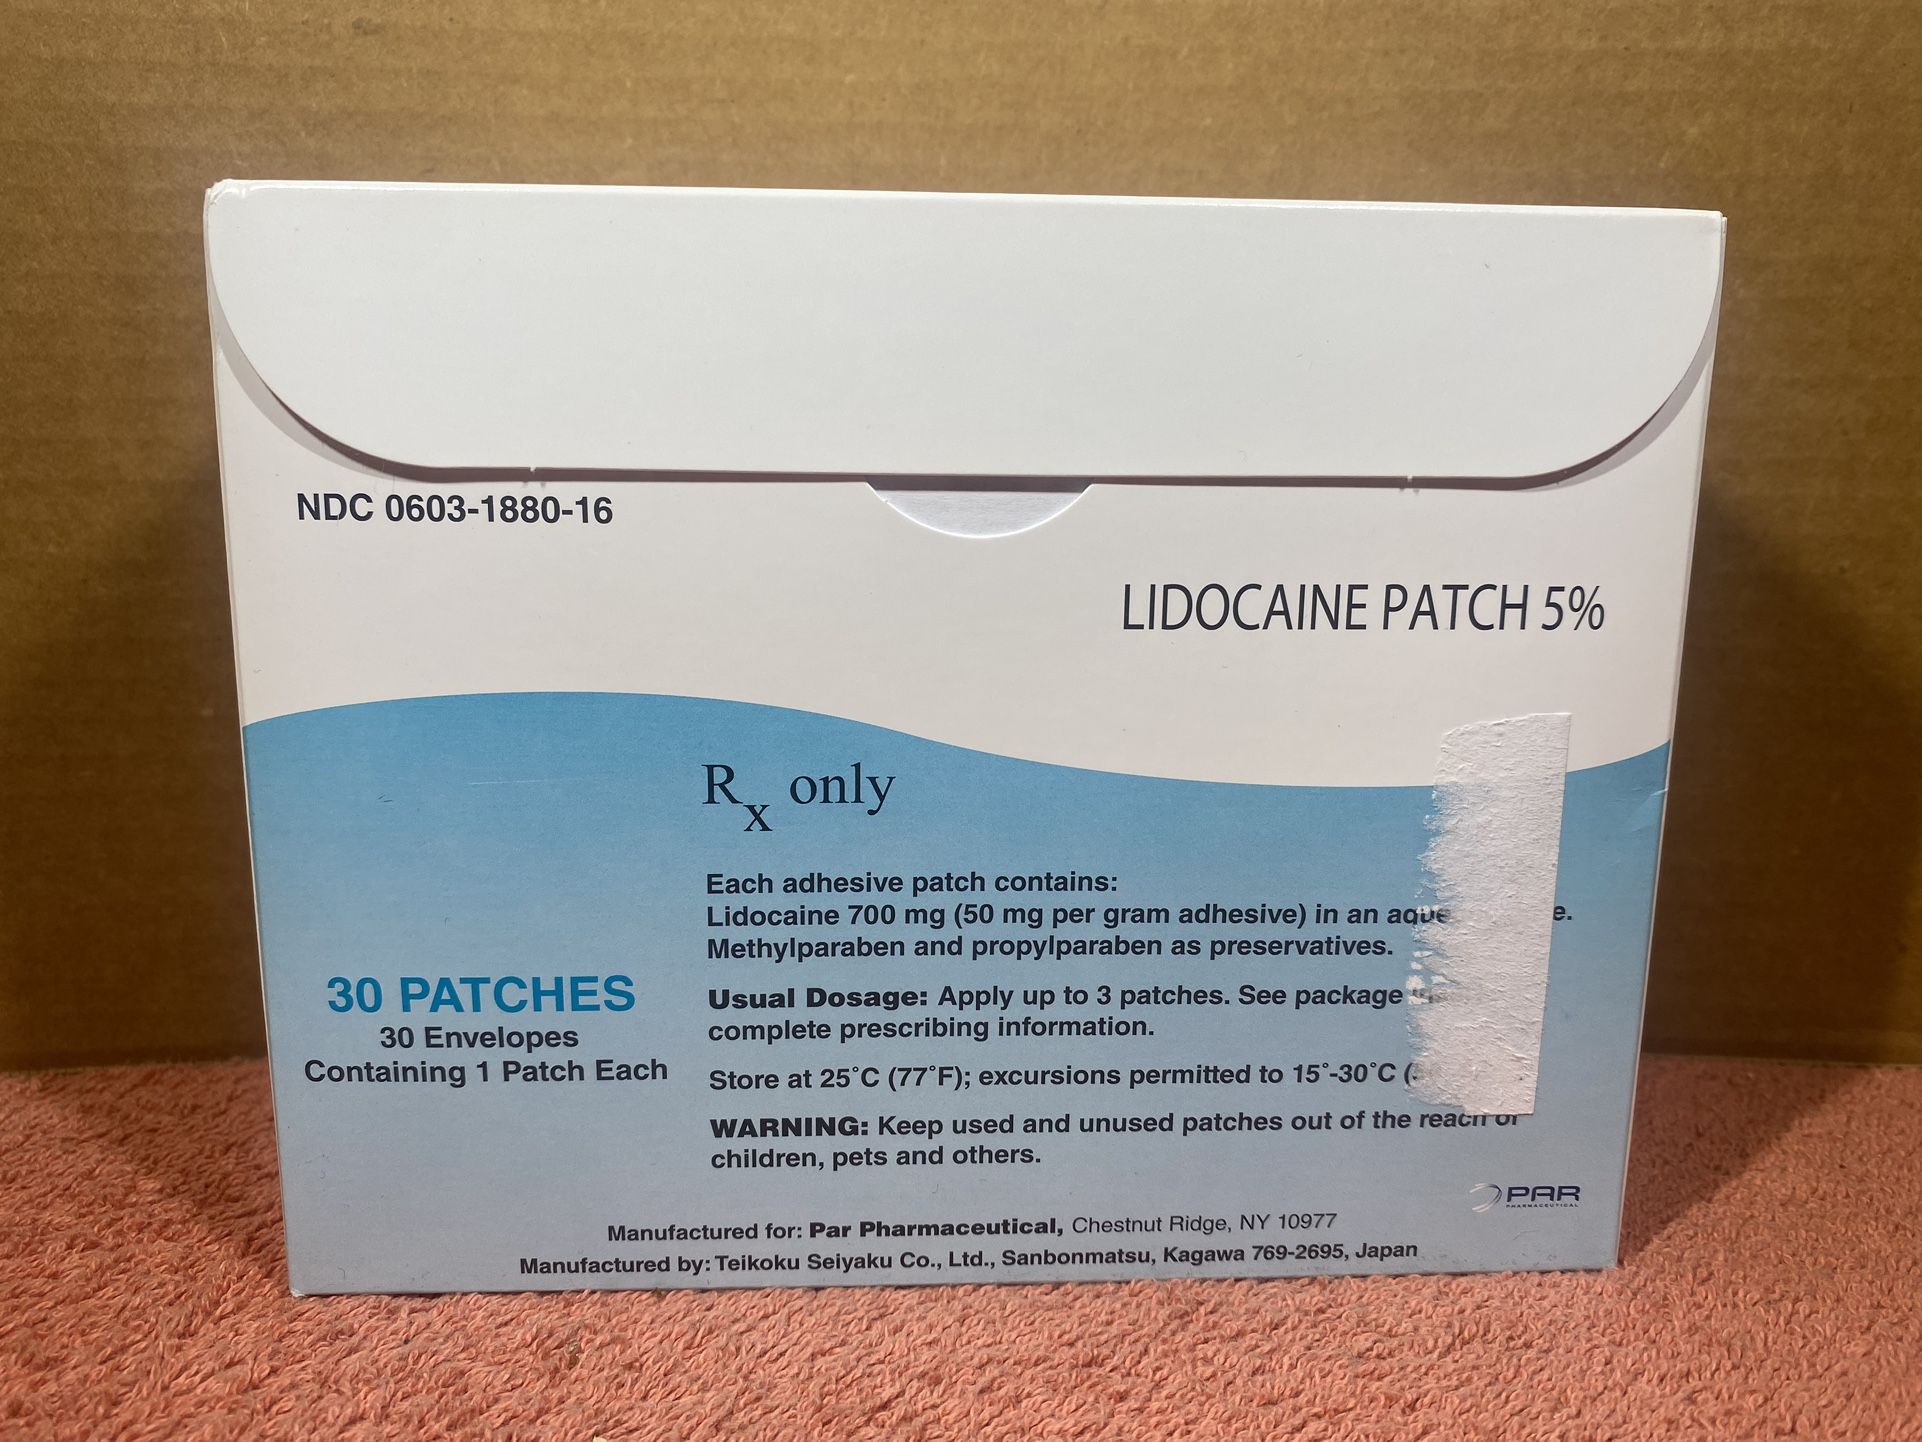 NDC 0603-1880-16
LIDOCAINE PATCH 5%
Rx only
Each adhesive patch contains:
Lidocaine 700 mg (50 mg per gram adhesive) in an
Methylparaben and propylparaben as preservatives.
30 PATCHES
30 Envelopes
Containing 1 Patch Each
Usual Dosage: Apply up to 3 patches. See package
complete prescribing information.
Store at 25˚C (77˚F); excursions permitted to 15˚-30˚C
WARNING: Keep used and unused patches out of the reach of
children, pets and others.
PAR
PHARMACEUTICAL
Manufactured for: Par Pharmaceutical, Chestnut Ridge, NY 10977
Manufactured by: Teikoku Seiyaku Co., Ltd., Sanbonmatsu, Kagawa 769-2695, Japan